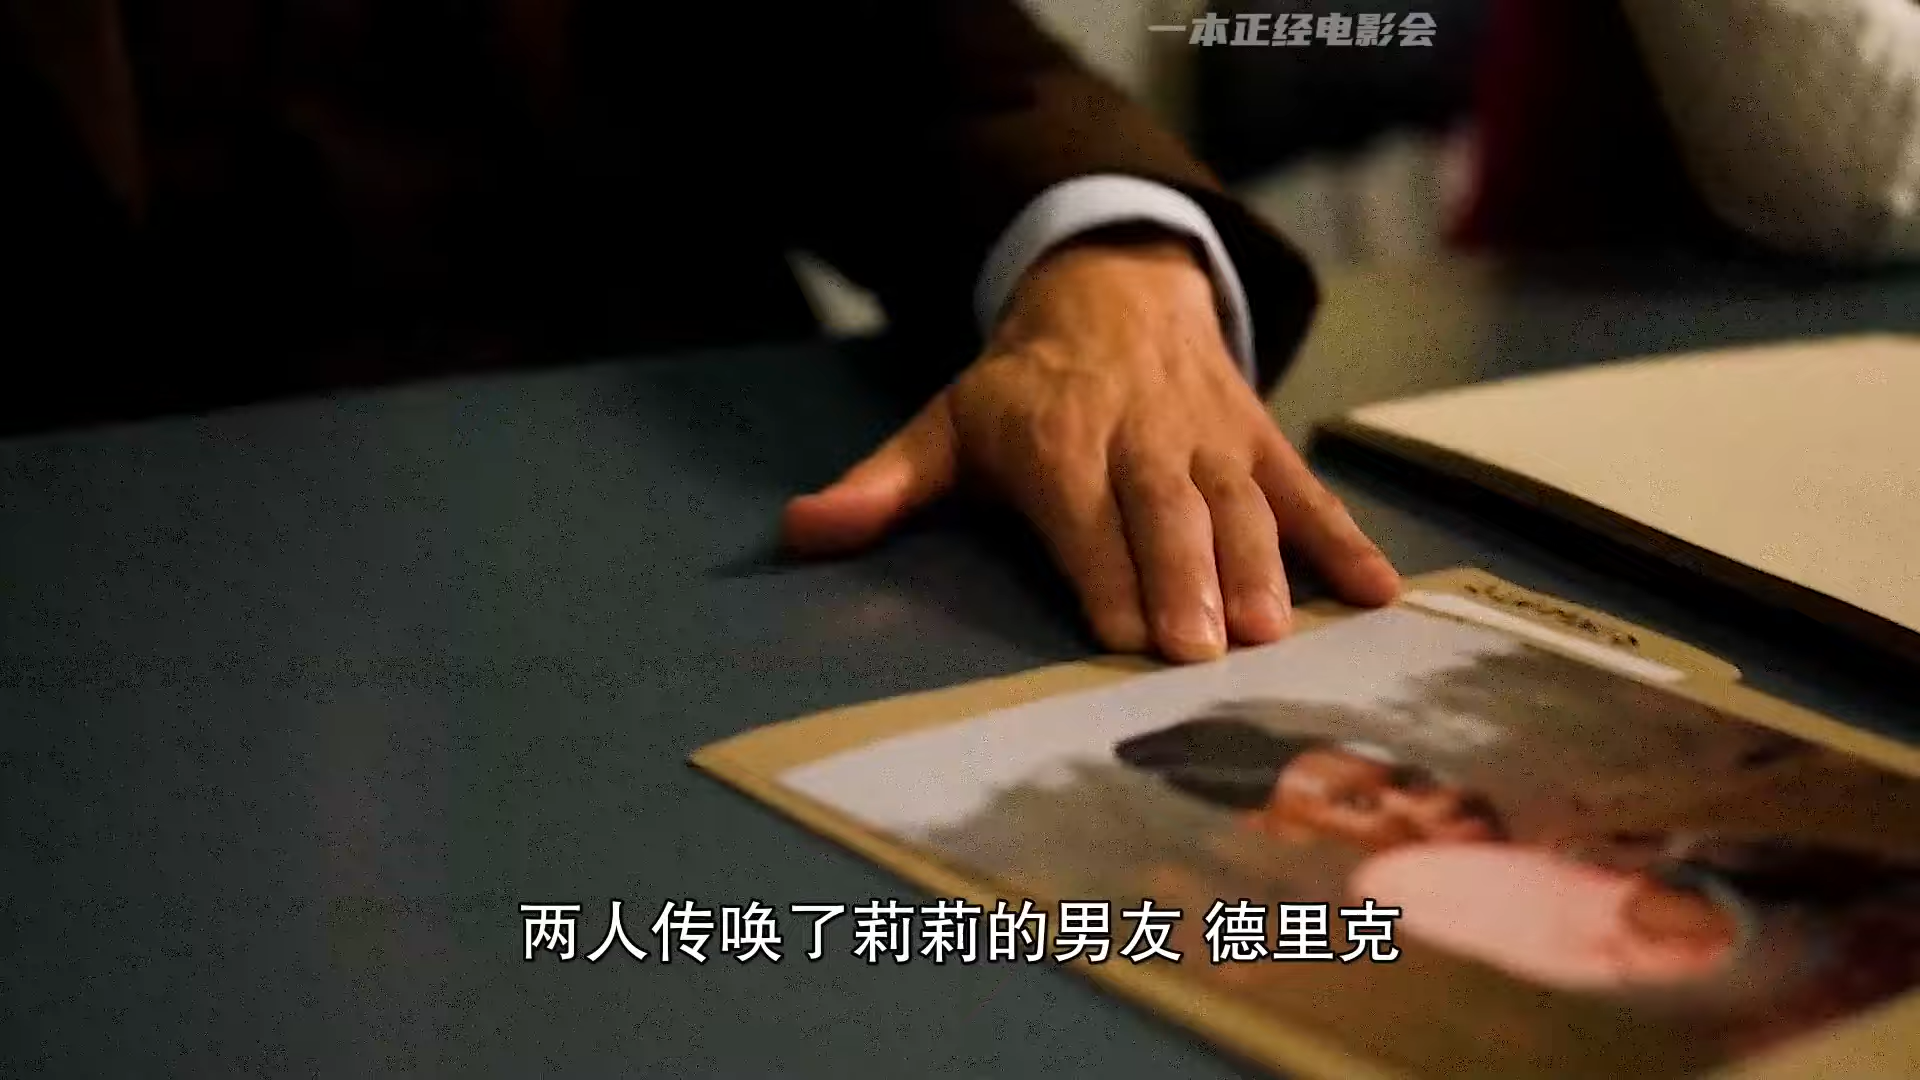 一本正经电影会
两人传唤了莉莉的男友 德里克